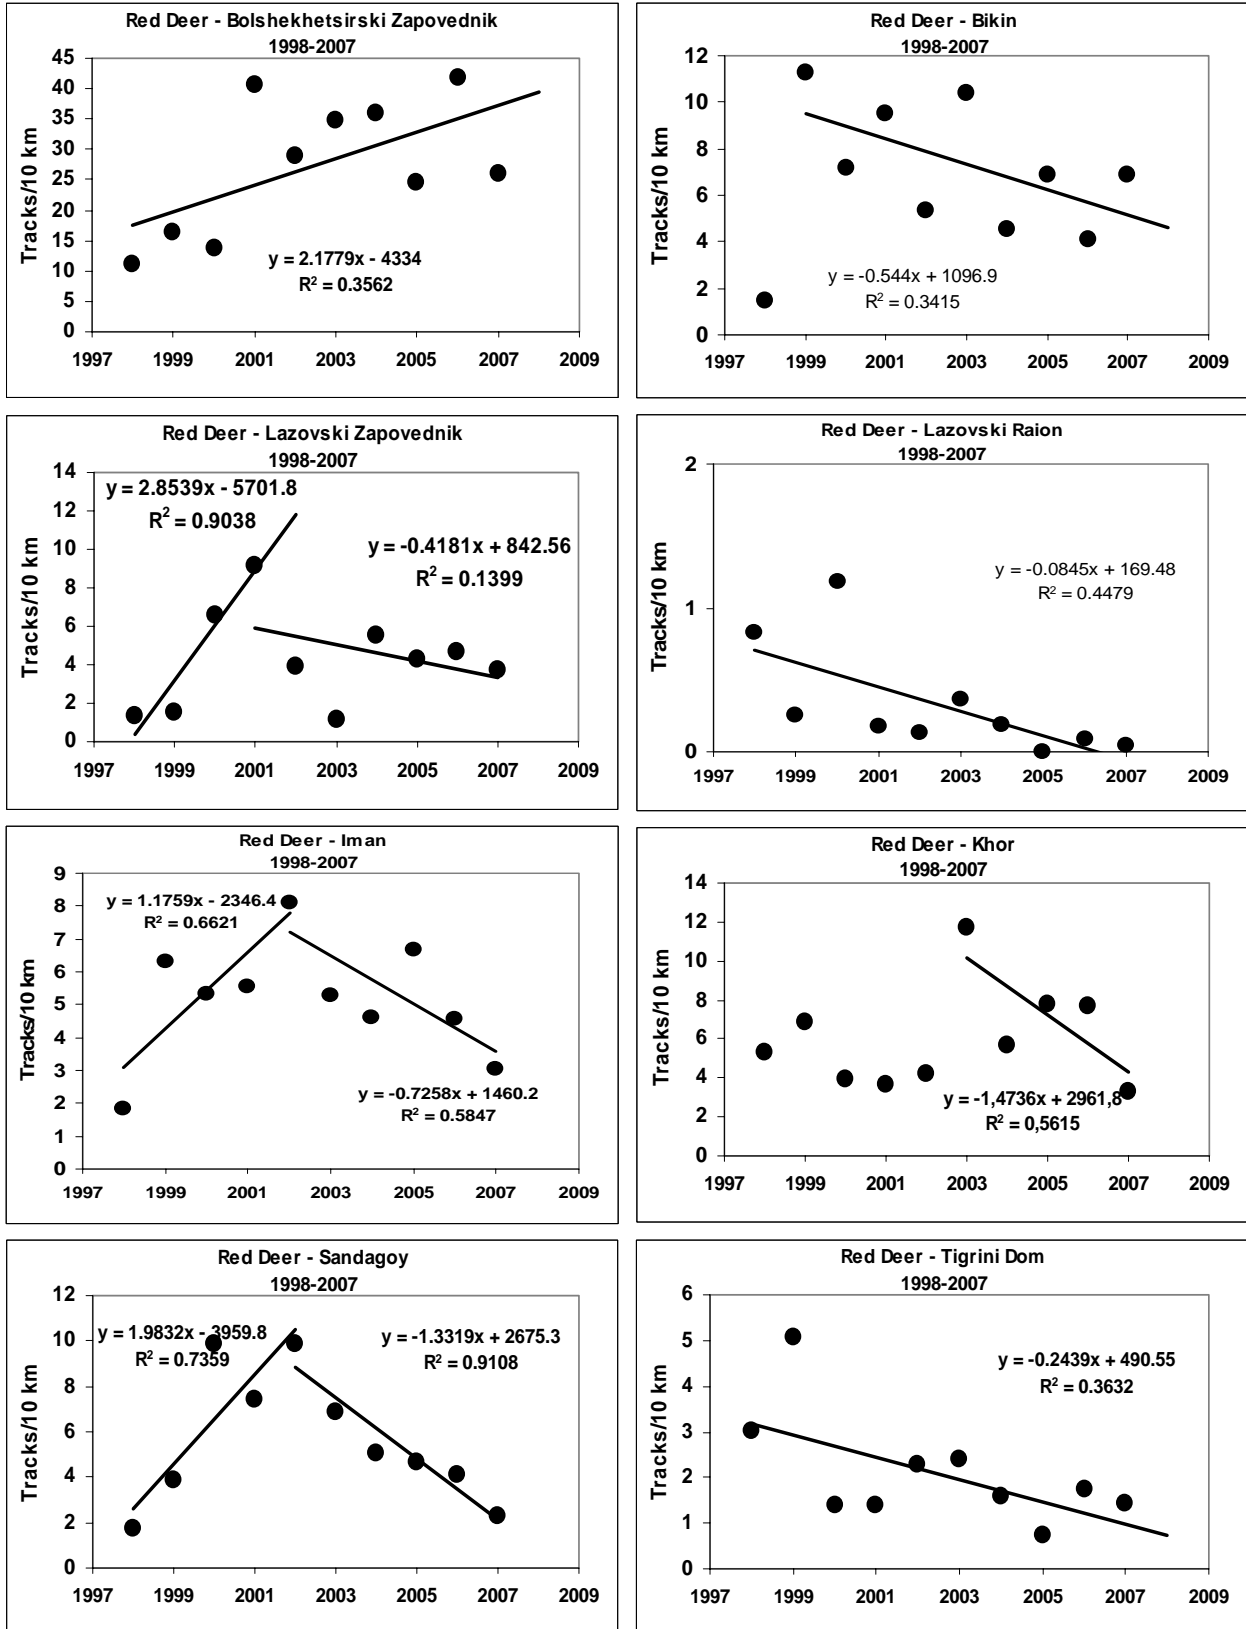 Red Deer - Bolshekhetsirski Zapovednik
1998-2007
Tracks/10 km
45
40
35
30
25
20
15
10
5
0
y = 2.1779x - 4334
R² = 0.3562
1997 1999 2001 2003 2005 2007 2009
Red Deer - Bikin
1998-2007
Tracks/10 km
12
10
8
6
4
2
0
y = -0.544x + 1096.9
R² = 0.3415
1997 1999 2001 2003 2005 2007 2009
Red Deer - Lazovski Zapovednik
1998-2007
Tracks/10 km
14
12
10
8
6
4
2
0
y = 2.8539x - 5701.8
R² = 0.9038
y = -0.4181x + 842.56
R² = 0.1399
1997 1999 2001 2003 2005 2007 2009
Red Deer - Lazovski Raion
1998-2007
Tracks/10 km
2
1
0
y = -0.0845x + 169.48
R² = 0.4479
1997 1999 2001 2003 2005 2007 2009
Red Deer - Iman
1998-2007
Tracks/10 km
9
8
7
6
5
4
3
2
1
0
y = 1.1759x - 2346.4
R² = 0.6621
y = -0.7258x + 1460.2
R² = 0.5847
1997 1999 2001 2003 2005 2007 2009
Red Deer - Khor
1998-2007
Tracks/10 km
14
12
10
8
6
4
2
0
y = -1,4736x + 2961,8
R² = 0,5615
1997 1999 2001 2003 2005 2007 2009
Red Deer - Sandagoy
1998-2007
Tracks/10 km
12
10
8
6
4
2
0
y = 1.9832x - 3959.8
R² = 0.7359
y = -1.3319x + 2675.3
R² = 0.9108
1997 1999 2001 2003 2005 2007 2009
Red Deer - Tigrini Dom
1998-2007
Tracks/10 km
6
5
4
3
2
1
0
y = -0.2439x + 490.55
R² = 0.3632
1997 1999 2001 2003 2005 2007 2009